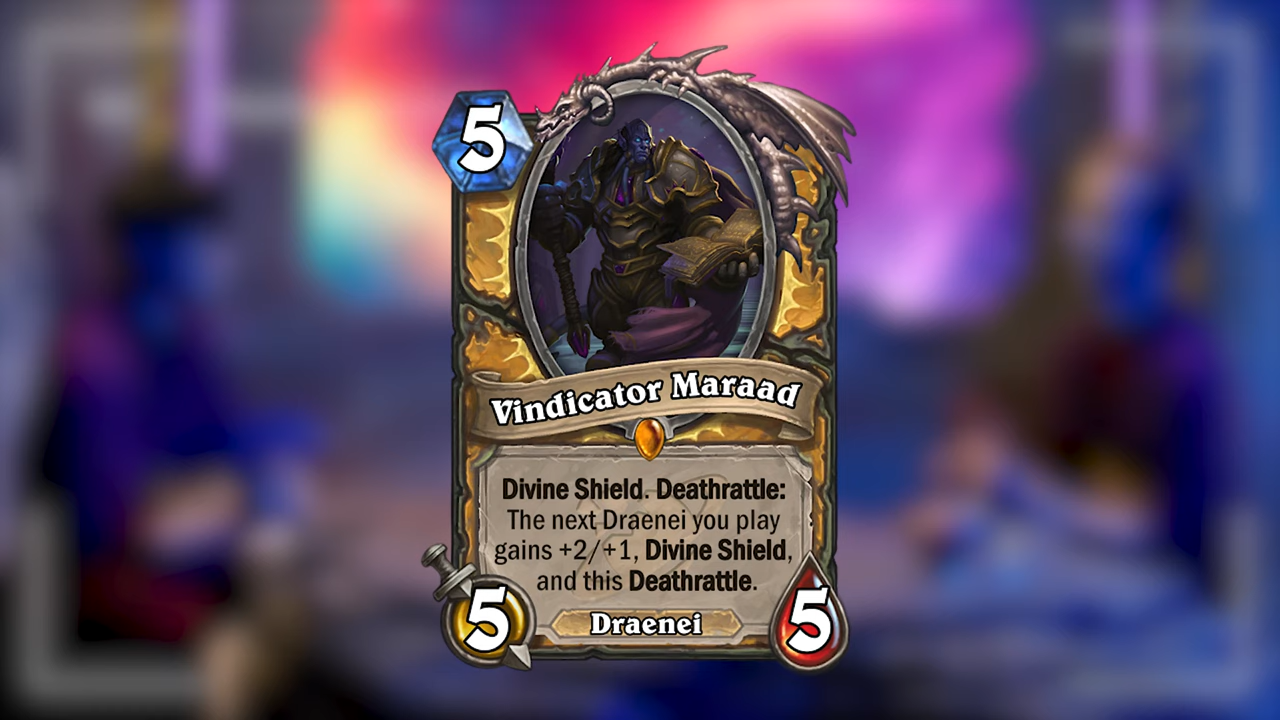 5
Vindicator Maraad
Divine Shield. Deathrattle:
The next Draenei you play
gains +2/+1, Divine Shield,
and this Deathrattle.
5
Draenei
5